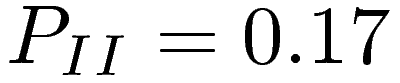 P_{II} = 0.17